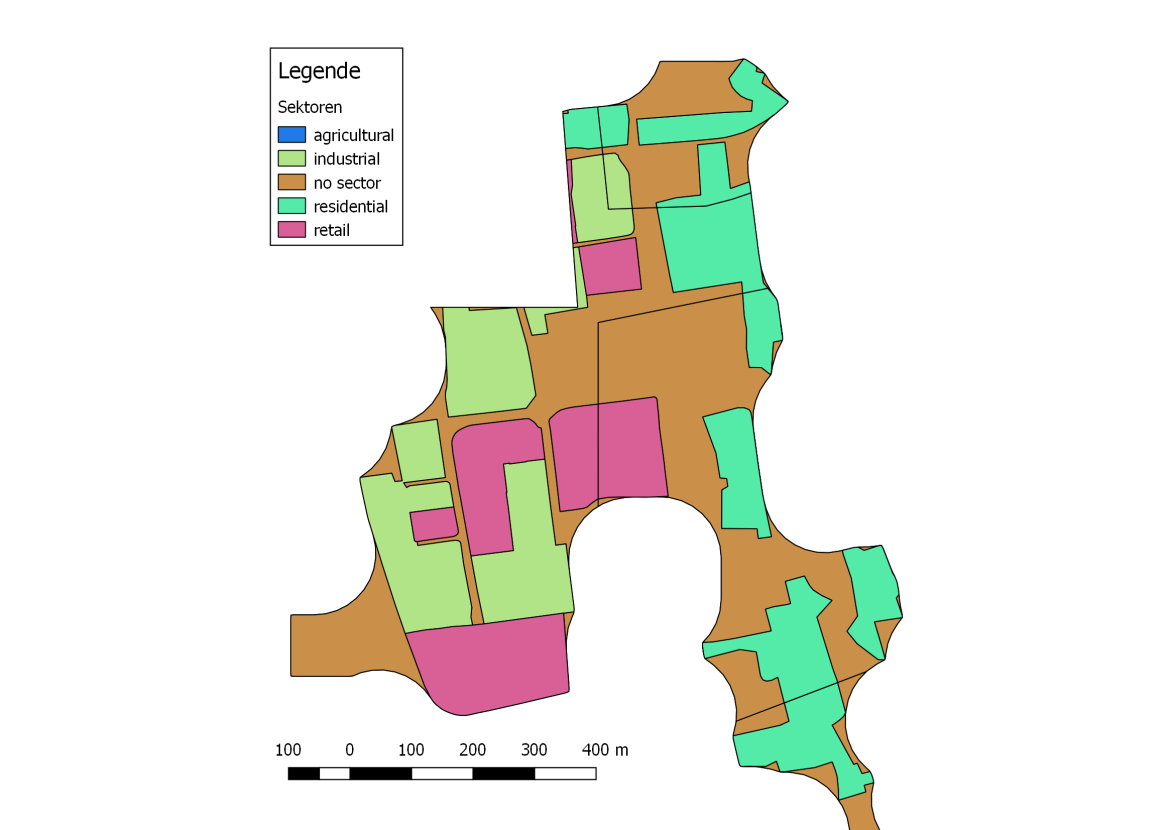 Legende
Sektoren
agricultural
industrial
no sector
residential
retail
100 0 100 200 300 400 m